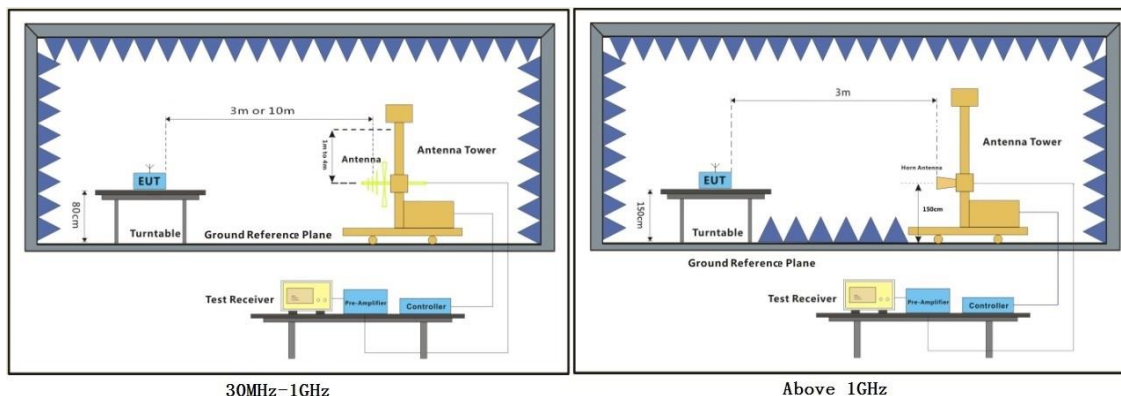 3m or 10m
1m to 4m
Antenna
Antenna Tower
EUT
80cm
Turntable
Ground Reference Plane
Test Receiver
Pre-Amplifier
Controller
30MHz-1GHz
3m
Antenna Tower
Horn Antenna
EUT
150cm
150cm
Turntable
Ground Reference Plane
Test Receiver
Pre-Amplifier
Controller
Above 1GHz